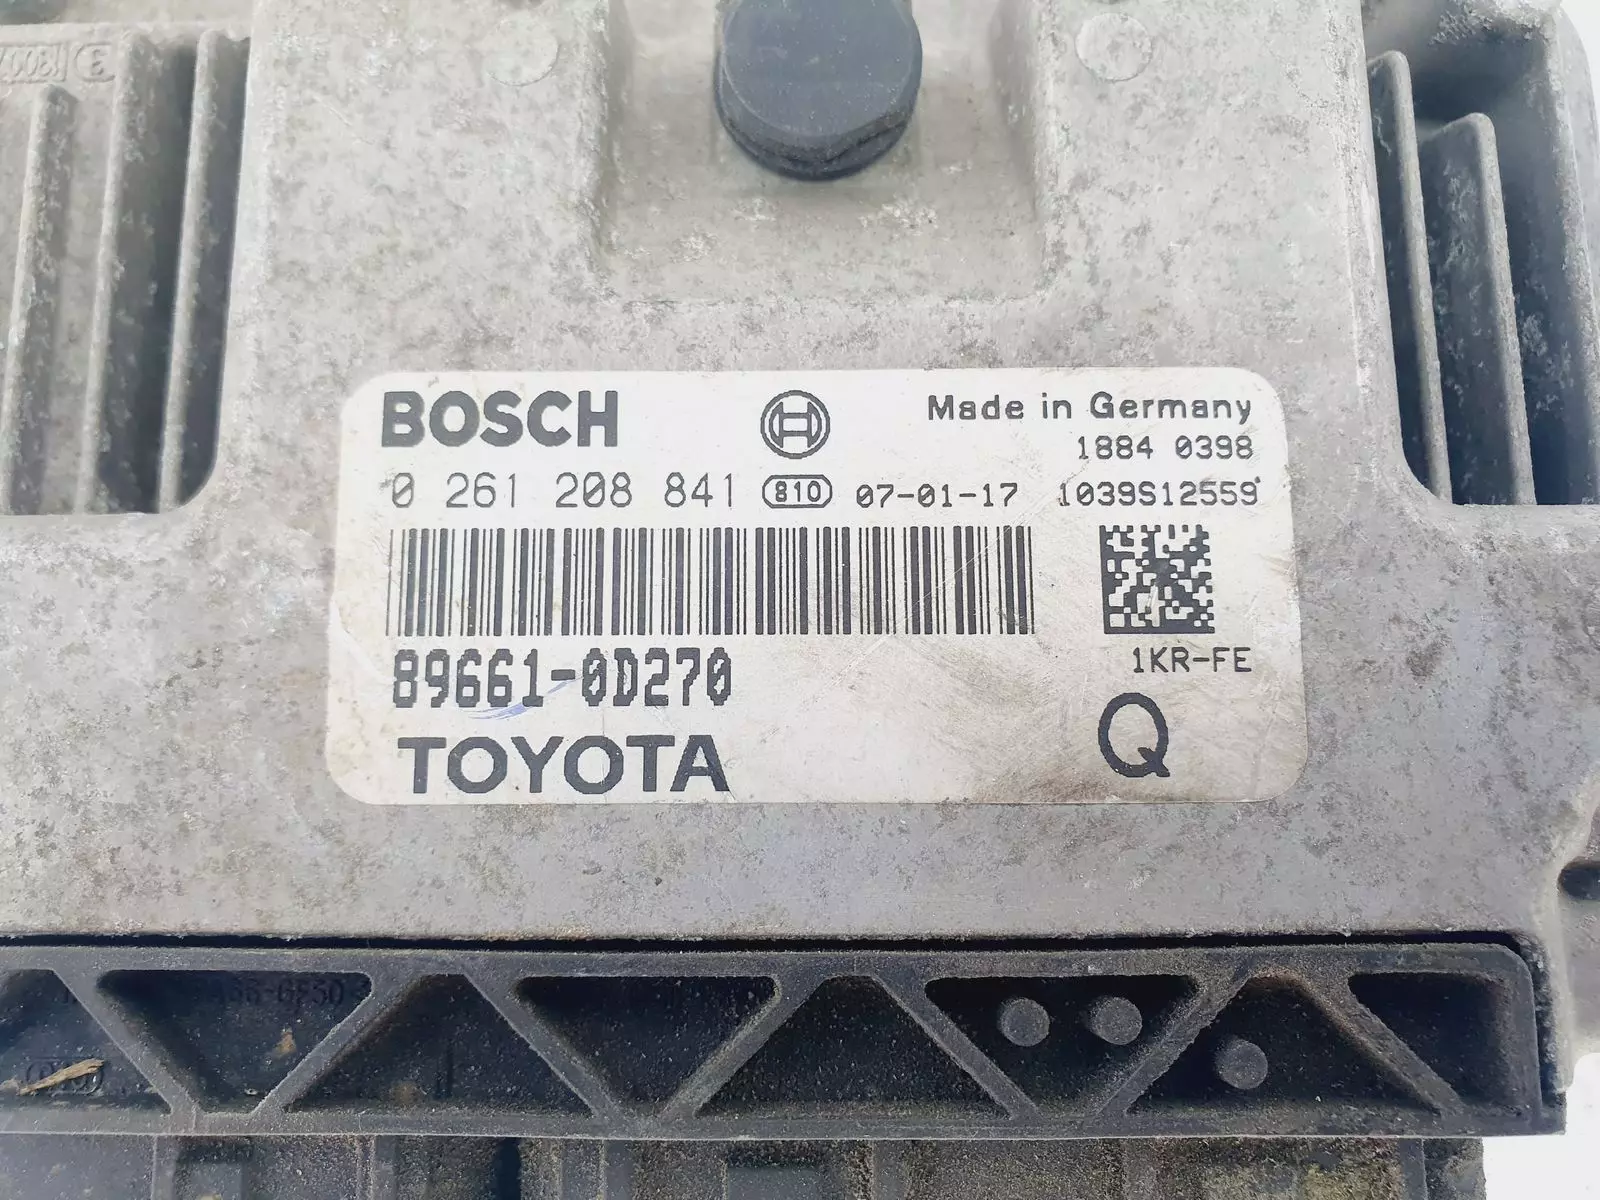 BOSCH
Made in Germany
1884 0398
0 261 208 841 810 07-01-17 1039S12559
89661-0D270
1KR-FE
TOYOTA
Q